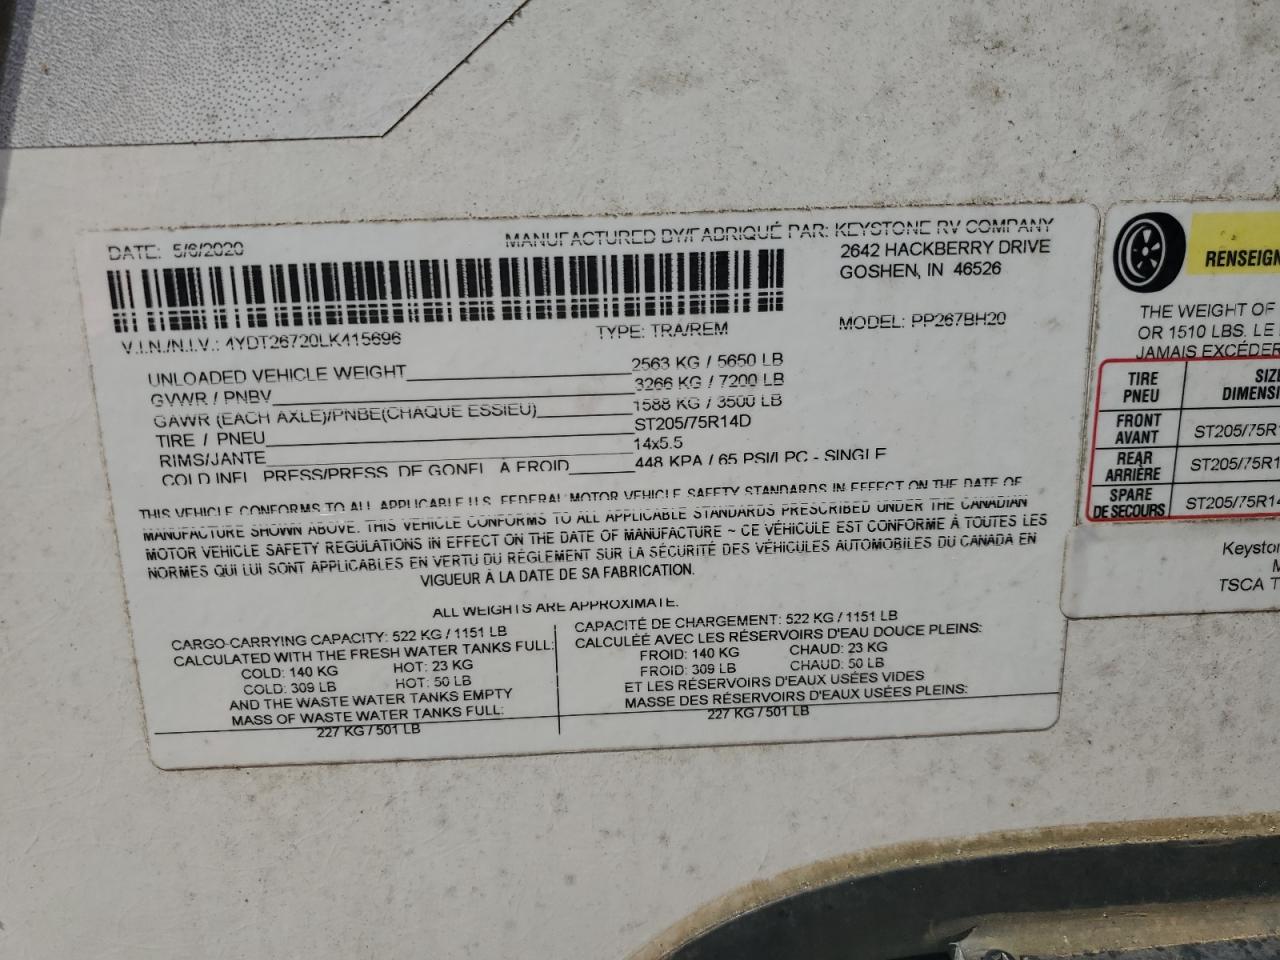 DATE: 5/6/2020
MANUFACTURED BY/FABRIQUÉ PAR: KEYSTONE RV COMPANY
2642 HACKBERRY DRIVE
GOSHEN, IN 46526
V.I.N./N.I.V.: 4YDT26720LK415696
TYPE: TRA/REM
MODEL: PP267BH20
UNLOADED VEHICLE WEIGHT 2563 KG / 5650 LB
GVWR / PNBV 3266 KG / 7200 LB
GAWR (EACH AXLE)/PNBE(CHAQUE ESSIEU) 1588 KG / 3500 LB
TIRE / PNEU ST205/75R14D
RIMS/JANTE 14x5.5
COLD INFL. PRESS/PRESS. DE GONFL. À FROID 448 KPA / 65 PSI/LPC - SINGLE
THIS VEHICLE CONFORMS TO ALL APPLICABLE U.S. FEDERAL MOTOR VEHICLE SAFETY STANDARDS IN EFFECT ON THE DATE OF
MANUFACTURE SHOWN ABOVE. THIS VEHICLE CONFORMS TO ALL APPLICABLE STANDARDS PRESCRIBED UNDER THE CANADIAN
MOTOR VEHICLE SAFETY REGULATIONS IN EFFECT ON THE DATE OF MANUFACTURE ~ CE VÉHICULE EST CONFORME À TOUTES LES
NORMES QUI LUI SONT APPLICABLES EN VERTU DU RÉGLEMENT SUR LA SÉCURITÉ DES VÉHICULES AUTOMOBILES DU CANADA EN
VIGUEUR À LA DATE DE SA FABRICATION.
ALL WEIGHTS ARE APPROXIMATE.
CARGO-CARRYING CAPACITY: 522 KG / 1151 LB
CALCULATED WITH THE FRESH WATER TANKS FULL:
COLD: 140 KG HOT: 23 KG
COLD: 309 LB HOT: 50 LB
AND THE WASTE WATER TANKS EMPTY
MASS OF WASTE WATER TANKS FULL:
227 KG / 501 LB
CAPACITÉ DE CHARGEMENT: 522 KG / 1151 LB
CALCULÉE AVEC LES RÉSERVOIRS D'EAU DOUCE PLEINS:
FROID: 140 KG CHAUD: 23 KG
FROID: 309 LB CHAUD: 50 LB
ET LES RÉSERVOIRS D'EAUX USÉES VIDES
MASSE DES RÉSERVOIRS D'EAUX USÉES PLEINS:
227 KG / 501 LB
RENSEIGN
THE WEIGHT OF
OR 1510 LBS. LE
JAMAIS EXCÉDER
TIRE SIZE
PNEU DIMENSI
FRONT
AVANT ST205/75R1
REAR
ARRIÈRE ST205/75R1
SPARE
DE SECOURS ST205/75R14
Keysto
M
TSCA T